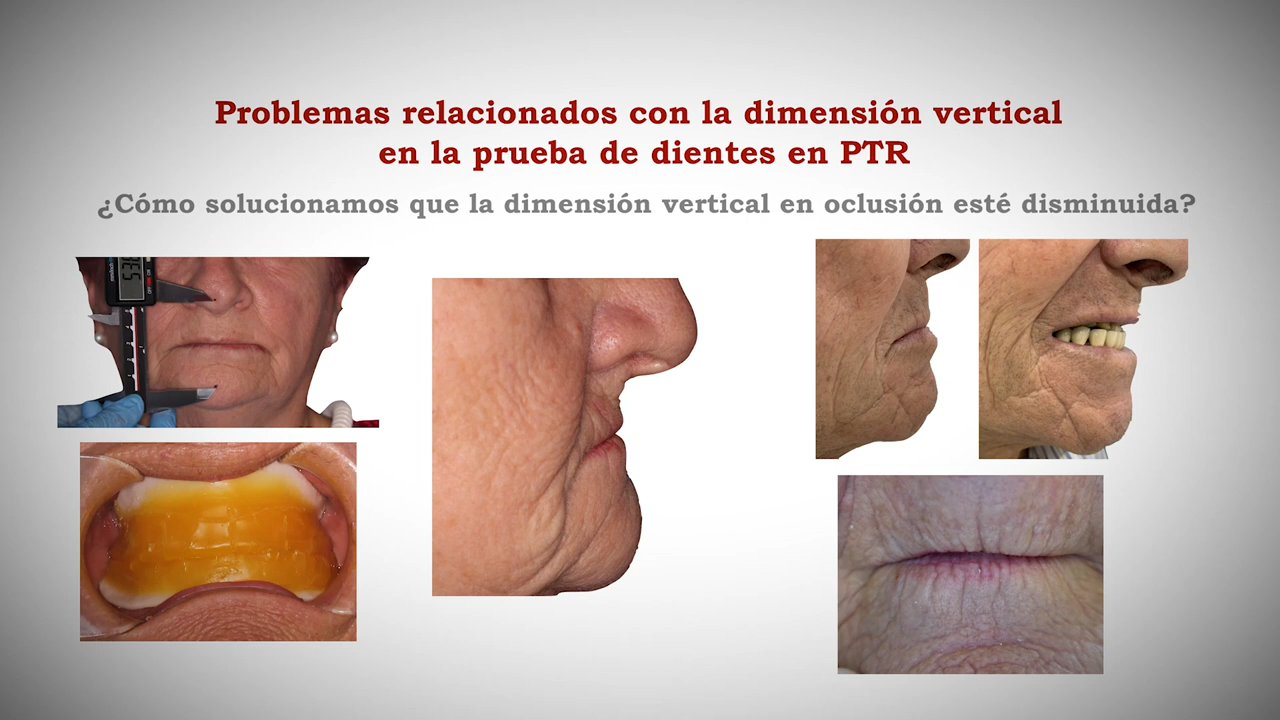 Problemas relacionados con la dimensión vertical
en la prueba de dientes en PTR
¿Cómo solucionamos que la dimensión vertical en oclusión esté disminuida?